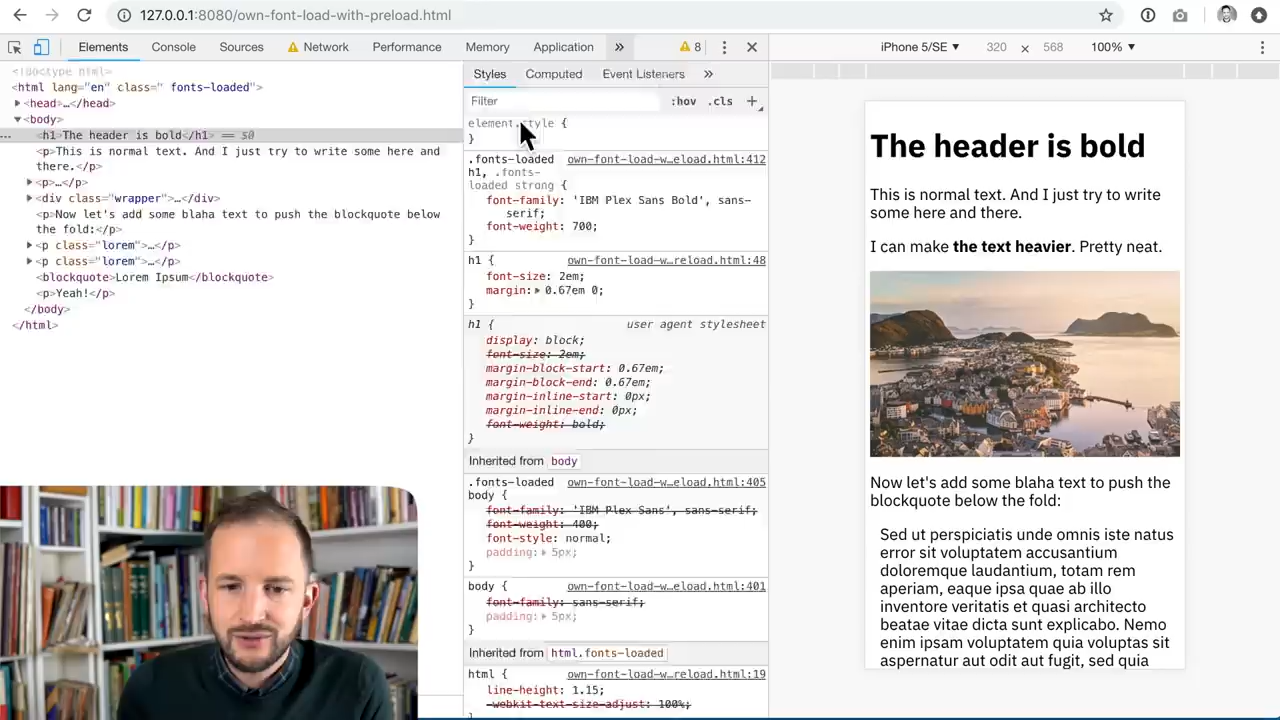 127.0.0.1:8080/own-font-load-with-preload.html
Elements Console Sources Network Performance Memory Application » 8
<!doctype html>
<html lang="en" class=" fonts-loaded">
<head>…</head>
<body>
… <h1>The header is bold</h1> == $0
<p>This is normal text. And I just try to write some here and
there.</p>
<p>…</p>
<div class="wrapper">…</div>
<p>Now let's add some blaha text to push the blockquote below
the fold:</p>
<p class="lorem">…</p>
<p class="lorem">…</p>
<blockquote>Lorem Ipsum</blockquote>
<p>Yeah!</p>
</body>
</html>
Styles Computed Event Listeners »
Filter :hov .cls +
element.style {
}
.fonts-loaded own-font-load-w…eload.html:412
h1, .fonts-
loaded strong {
font-family: 'IBM Plex Sans Bold', sans-
serif;
font-weight: 700;
}
h1 { own-font-load-w…reload.html:48
font-size: 2em;
margin: 0.67em 0;
}
h1 { user agent stylesheet
display: block;
font-size: 2em;
margin-block-start: 0.67em;
margin-block-end: 0.67em;
margin-inline-start: 0px;
margin-inline-end: 0px;
font-weight: bold;
}
Inherited from body
.fonts-loaded own-font-load-w…eload.html:405
body {
font-family: 'IBM Plex Sans', sans-serif;
font-weight: 400;
font-style: normal;
padding: 5px;
}
body { own-font-load-w…eload.html:401
font-family: sans-serif;
padding: 5px;
}
Inherited from html.fonts-loaded
html { own-font-load-w…reload.html:19
line-height: 1.15;
-webkit-text-size-adjust: 100%;
}
iPhone 5/SE 320 × 568 100%
The header is bold
This is normal text. And I just try to write
some here and there.
I can make the text heavier. Pretty neat.
Now let's add some blaha text to push the
blockquote below the fold:
Sed ut perspiciatis unde omnis iste natus
error sit voluptatem accusantium
doloremque laudantium, totam rem
aperiam, eaque ipsa quae ab illo
inventore veritatis et quasi architecto
beatae vitae dicta sunt explicabo. Nemo
enim ipsam voluptatem quia voluptas sit
aspernatur aut odit aut fugit, sed quia